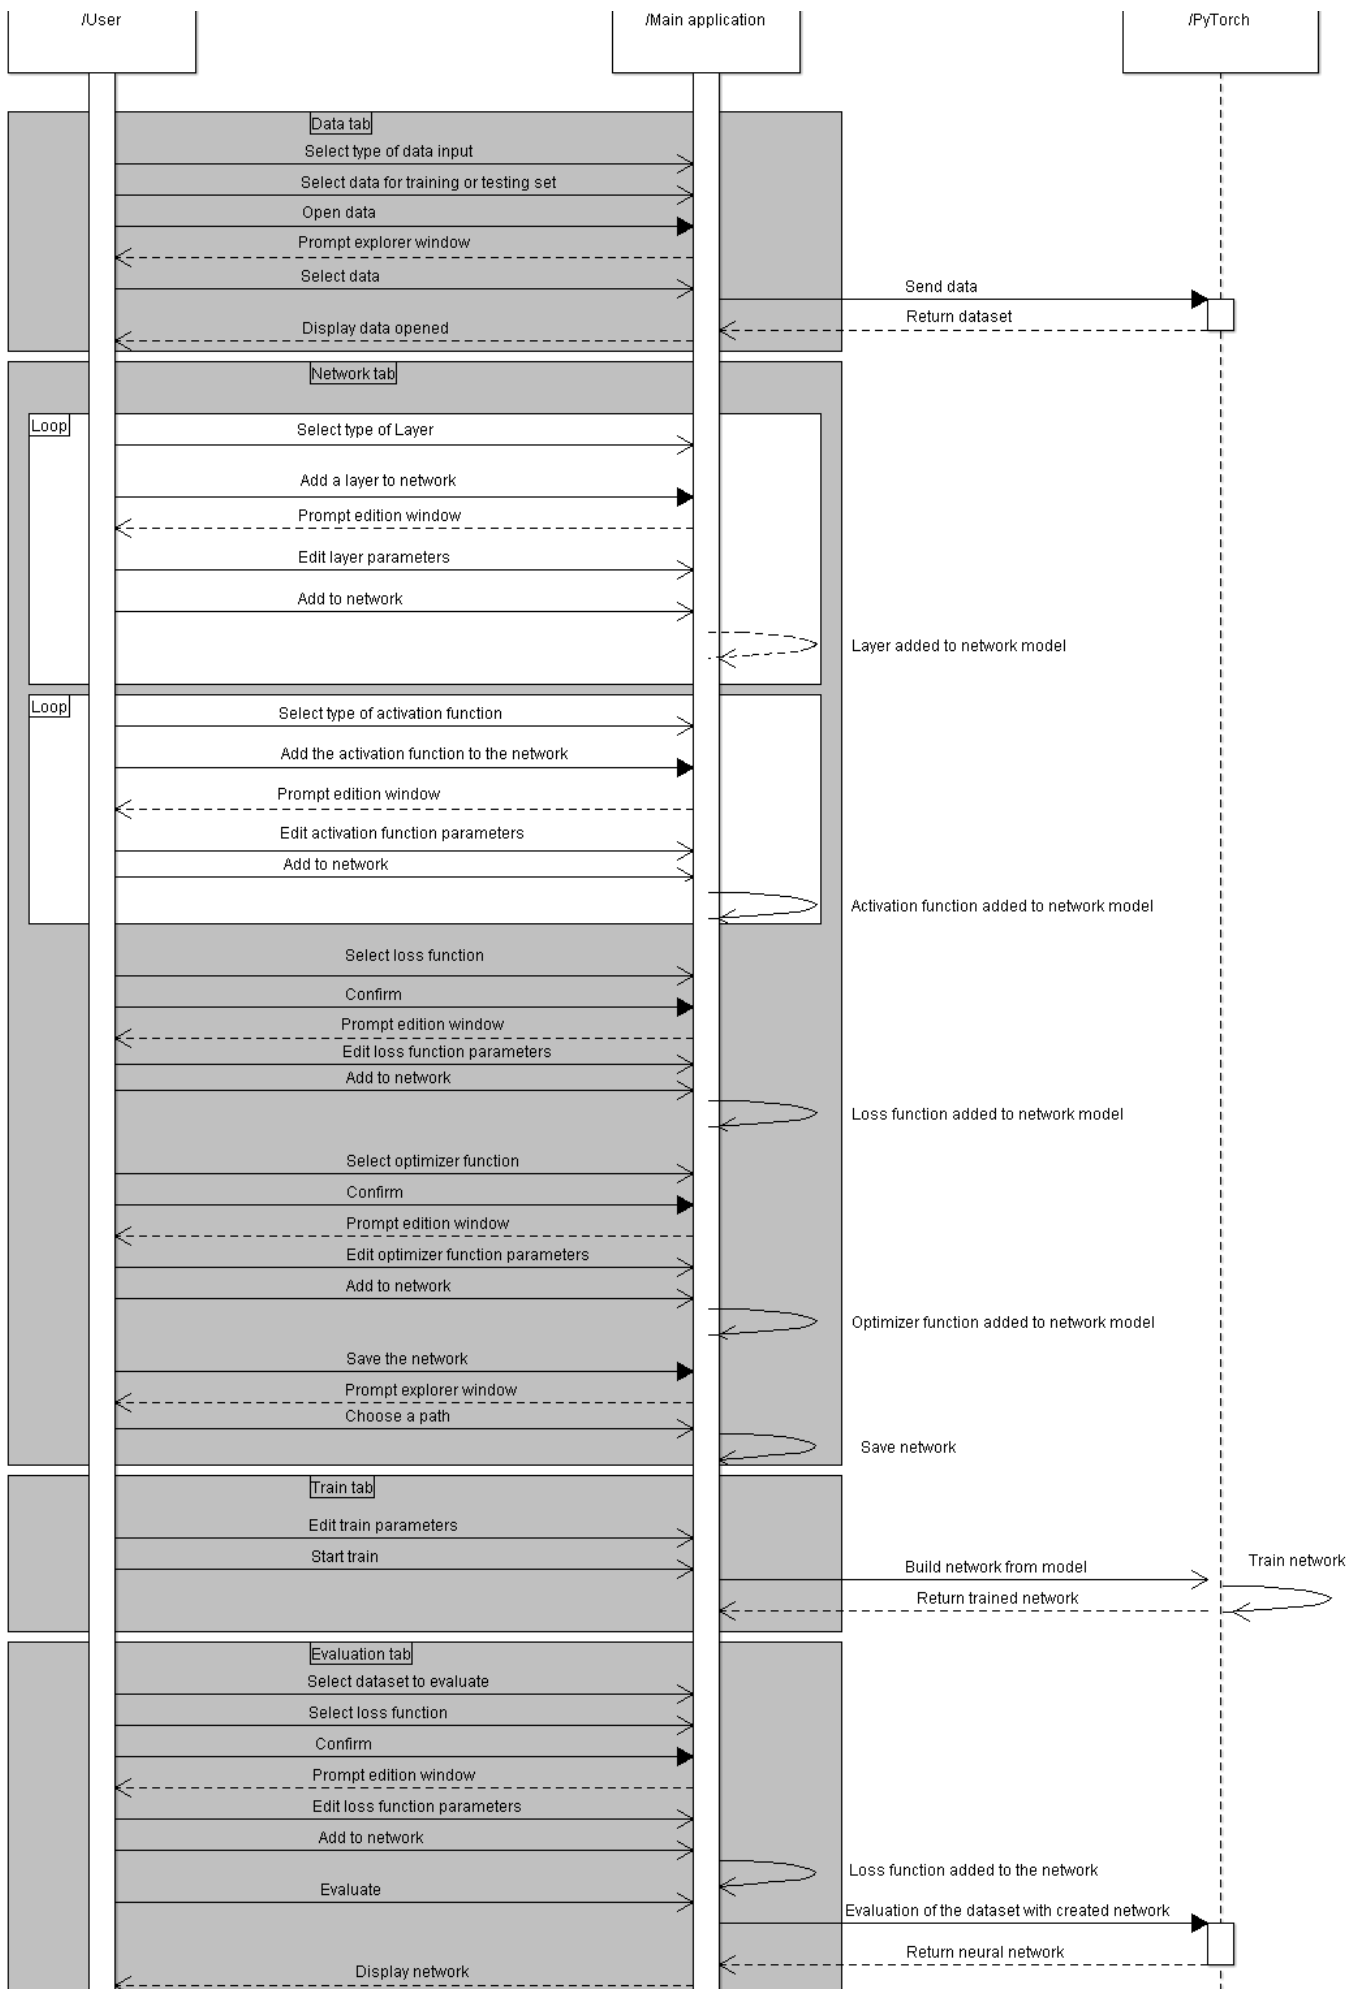 /User
/Main application
/PyTorch
Data tab
Select type of data input
Select data for training or testing set
Open data
Prompt explorer window
Select data
Send data
Return dataset
Display data opened
Network tab
Loop
Select type of Layer
Add a layer to network
Prompt edition window
Edit layer parameters
Add to network
Layer added to network model
Loop
Select type of activation function
Add the activation function to the network
Prompt edition window
Edit activation function parameters
Add to network
Activation function added to network model
Select loss function
Confirm
Prompt edition window
Edit loss function parameters
Add to network
Loss function added to network model
Select optimizer function
Confirm
Prompt edition window
Edit optimizer function parameters
Add to network
Optimizer function added to network model
Save the network
Prompt explorer window
Choose a path
Save network
Train tab
Edit train parameters
Start train
Build network from model
Train network
Return trained network
Evaluation tab
Select dataset to evaluate
Select loss function
Confirm
Prompt edition window
Edit loss function parameters
Add to network
Loss function added to the network
Evaluate
Evaluation of the dataset with created network
Return neural network
Display network